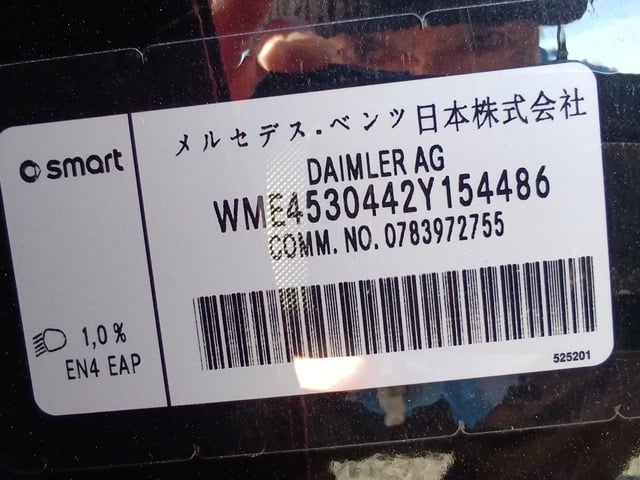 smart
メルセデス・ベンツ日本株式会社
DAIMLER AG
WME4530442Y154486
COMM. NO. 0783972755
1,0 %
EN4 EAP
525201